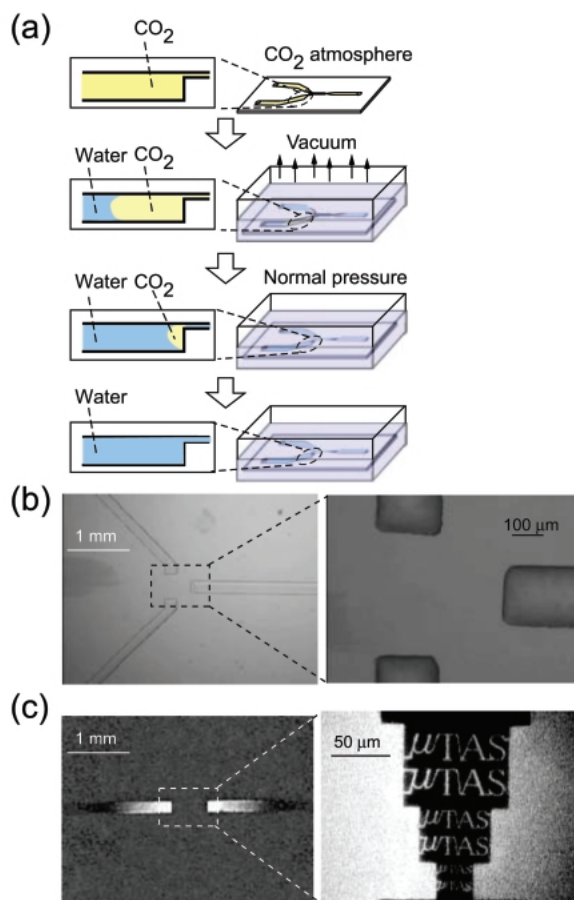 (a)
CO2
CO2 atmosphere
Water CO2
Vacuum
Water CO2
Normal pressure
Water
(b)
1 mm
100 μm
(c)
1 mm
50 μm
μTAS
μTAS
μTAS
μTAS
μTAS
μTAS